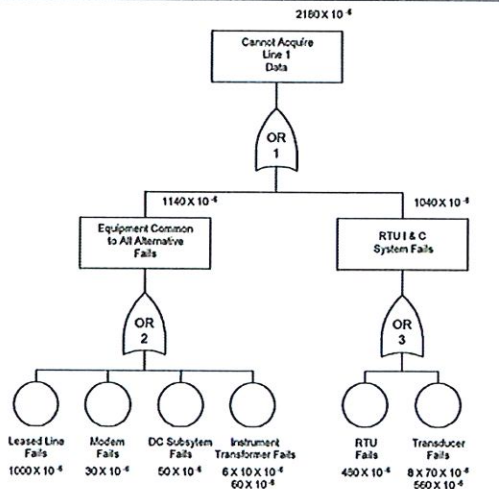 2180 X 10⁻⁶
Cannot Acquire
Line 1
Data
OR
1
1140 X 10⁻⁶
1040 X 10⁻⁶
Equipment Common
to All Alternative
Fails
RTU I & C
System Fails
OR
2
OR
3
Leased Line
Fails
1000 X 10⁻⁶
Modem
Fails
30 X 10⁻⁶
DC Subsytem
Fails
50 X 10⁻⁶
Instrument
Transformer Fails
6 X 10 X 10⁻⁶
60 X 10⁻⁶
RTU
Fails
480 X 10⁻⁶
Transducer
Fails
8 X 70 X 10⁻⁶
560 X 10⁻⁶